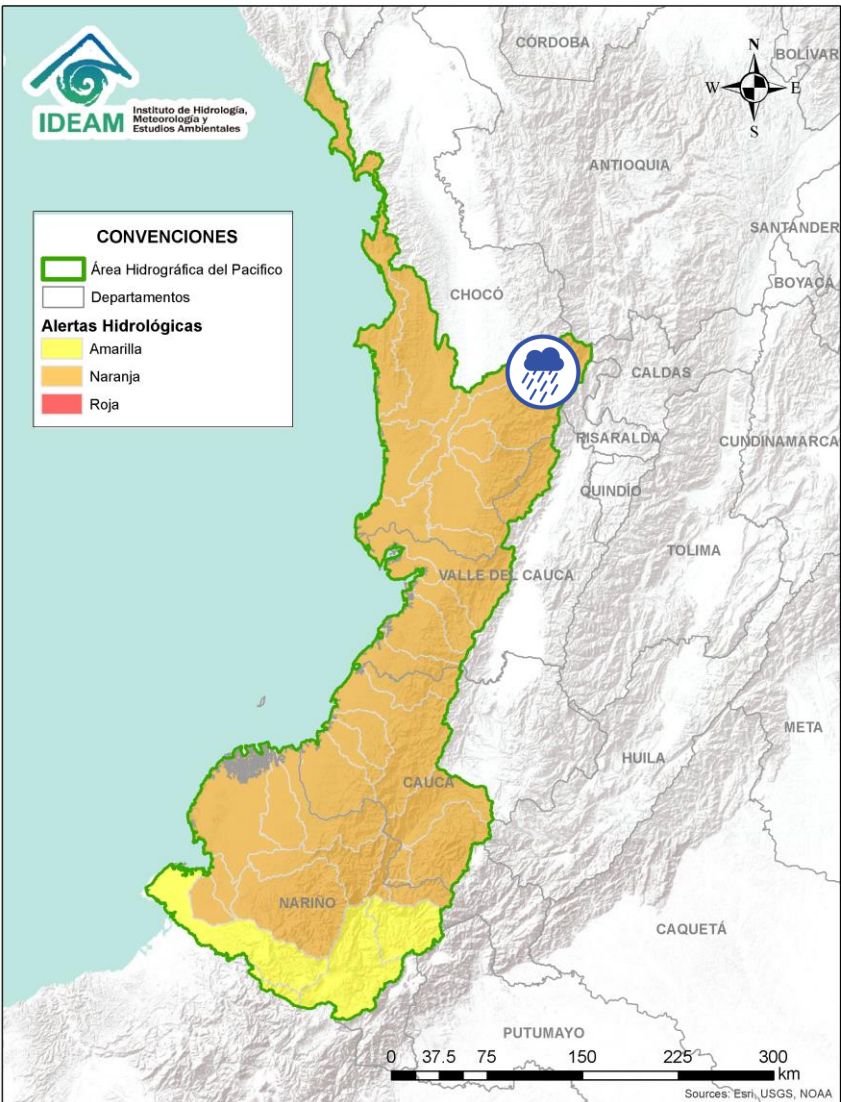 IDEAM
Instituto de Hidrología,
Meteorología y
Estudios Ambientales
N
W
E
S
CÓRDOBA
BOLIVAR
ANTIOQUIA
SANTANDER
BOYACÁ
CHOCÓ
CALDAS
RISARALDA
CUNDINAMARCA
QUINDÍO
TOLIMA
VALLE DEL CAUCA
META
HUILA
CAUCA
NARIÑO
CAQUETÁ
PUTUMAYO
CONVENCIONES
Área Hidrográfica del Pacifico
Departamentos
Alertas Hidrológicas
Amarilla
Naranja
Roja
0 37.5 75 150 225 300
km
Sources: Esri, USGS, NOAA